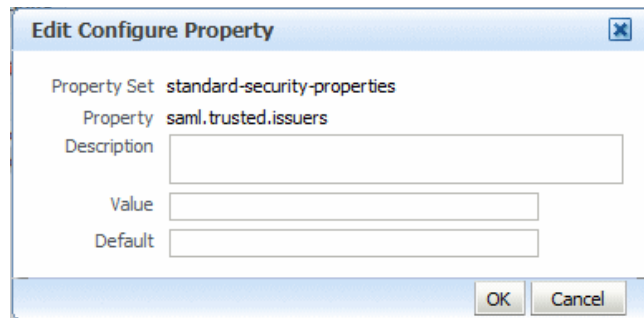 Edit Configure Property
Property Set standard-security-properties
Property saml.trusted.issuers
Description
Value
Default
OK Cancel